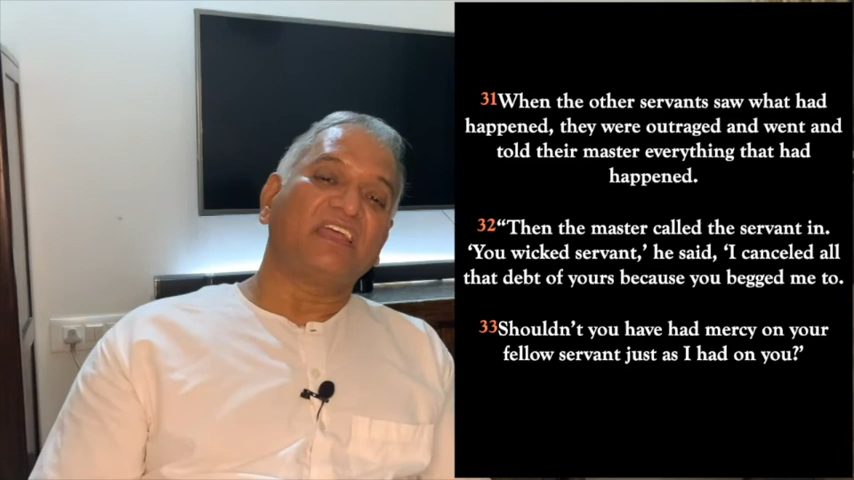 31When the other servants saw what had
happened, they were outraged and went and
told their master everything that had
happened.
32“Then the master called the servant in.
‘You wicked servant,’ he said, ‘I canceled all
that debt of yours because you begged me to.
33Shouldn’t you have had mercy on your
fellow servant just as I had on you?’